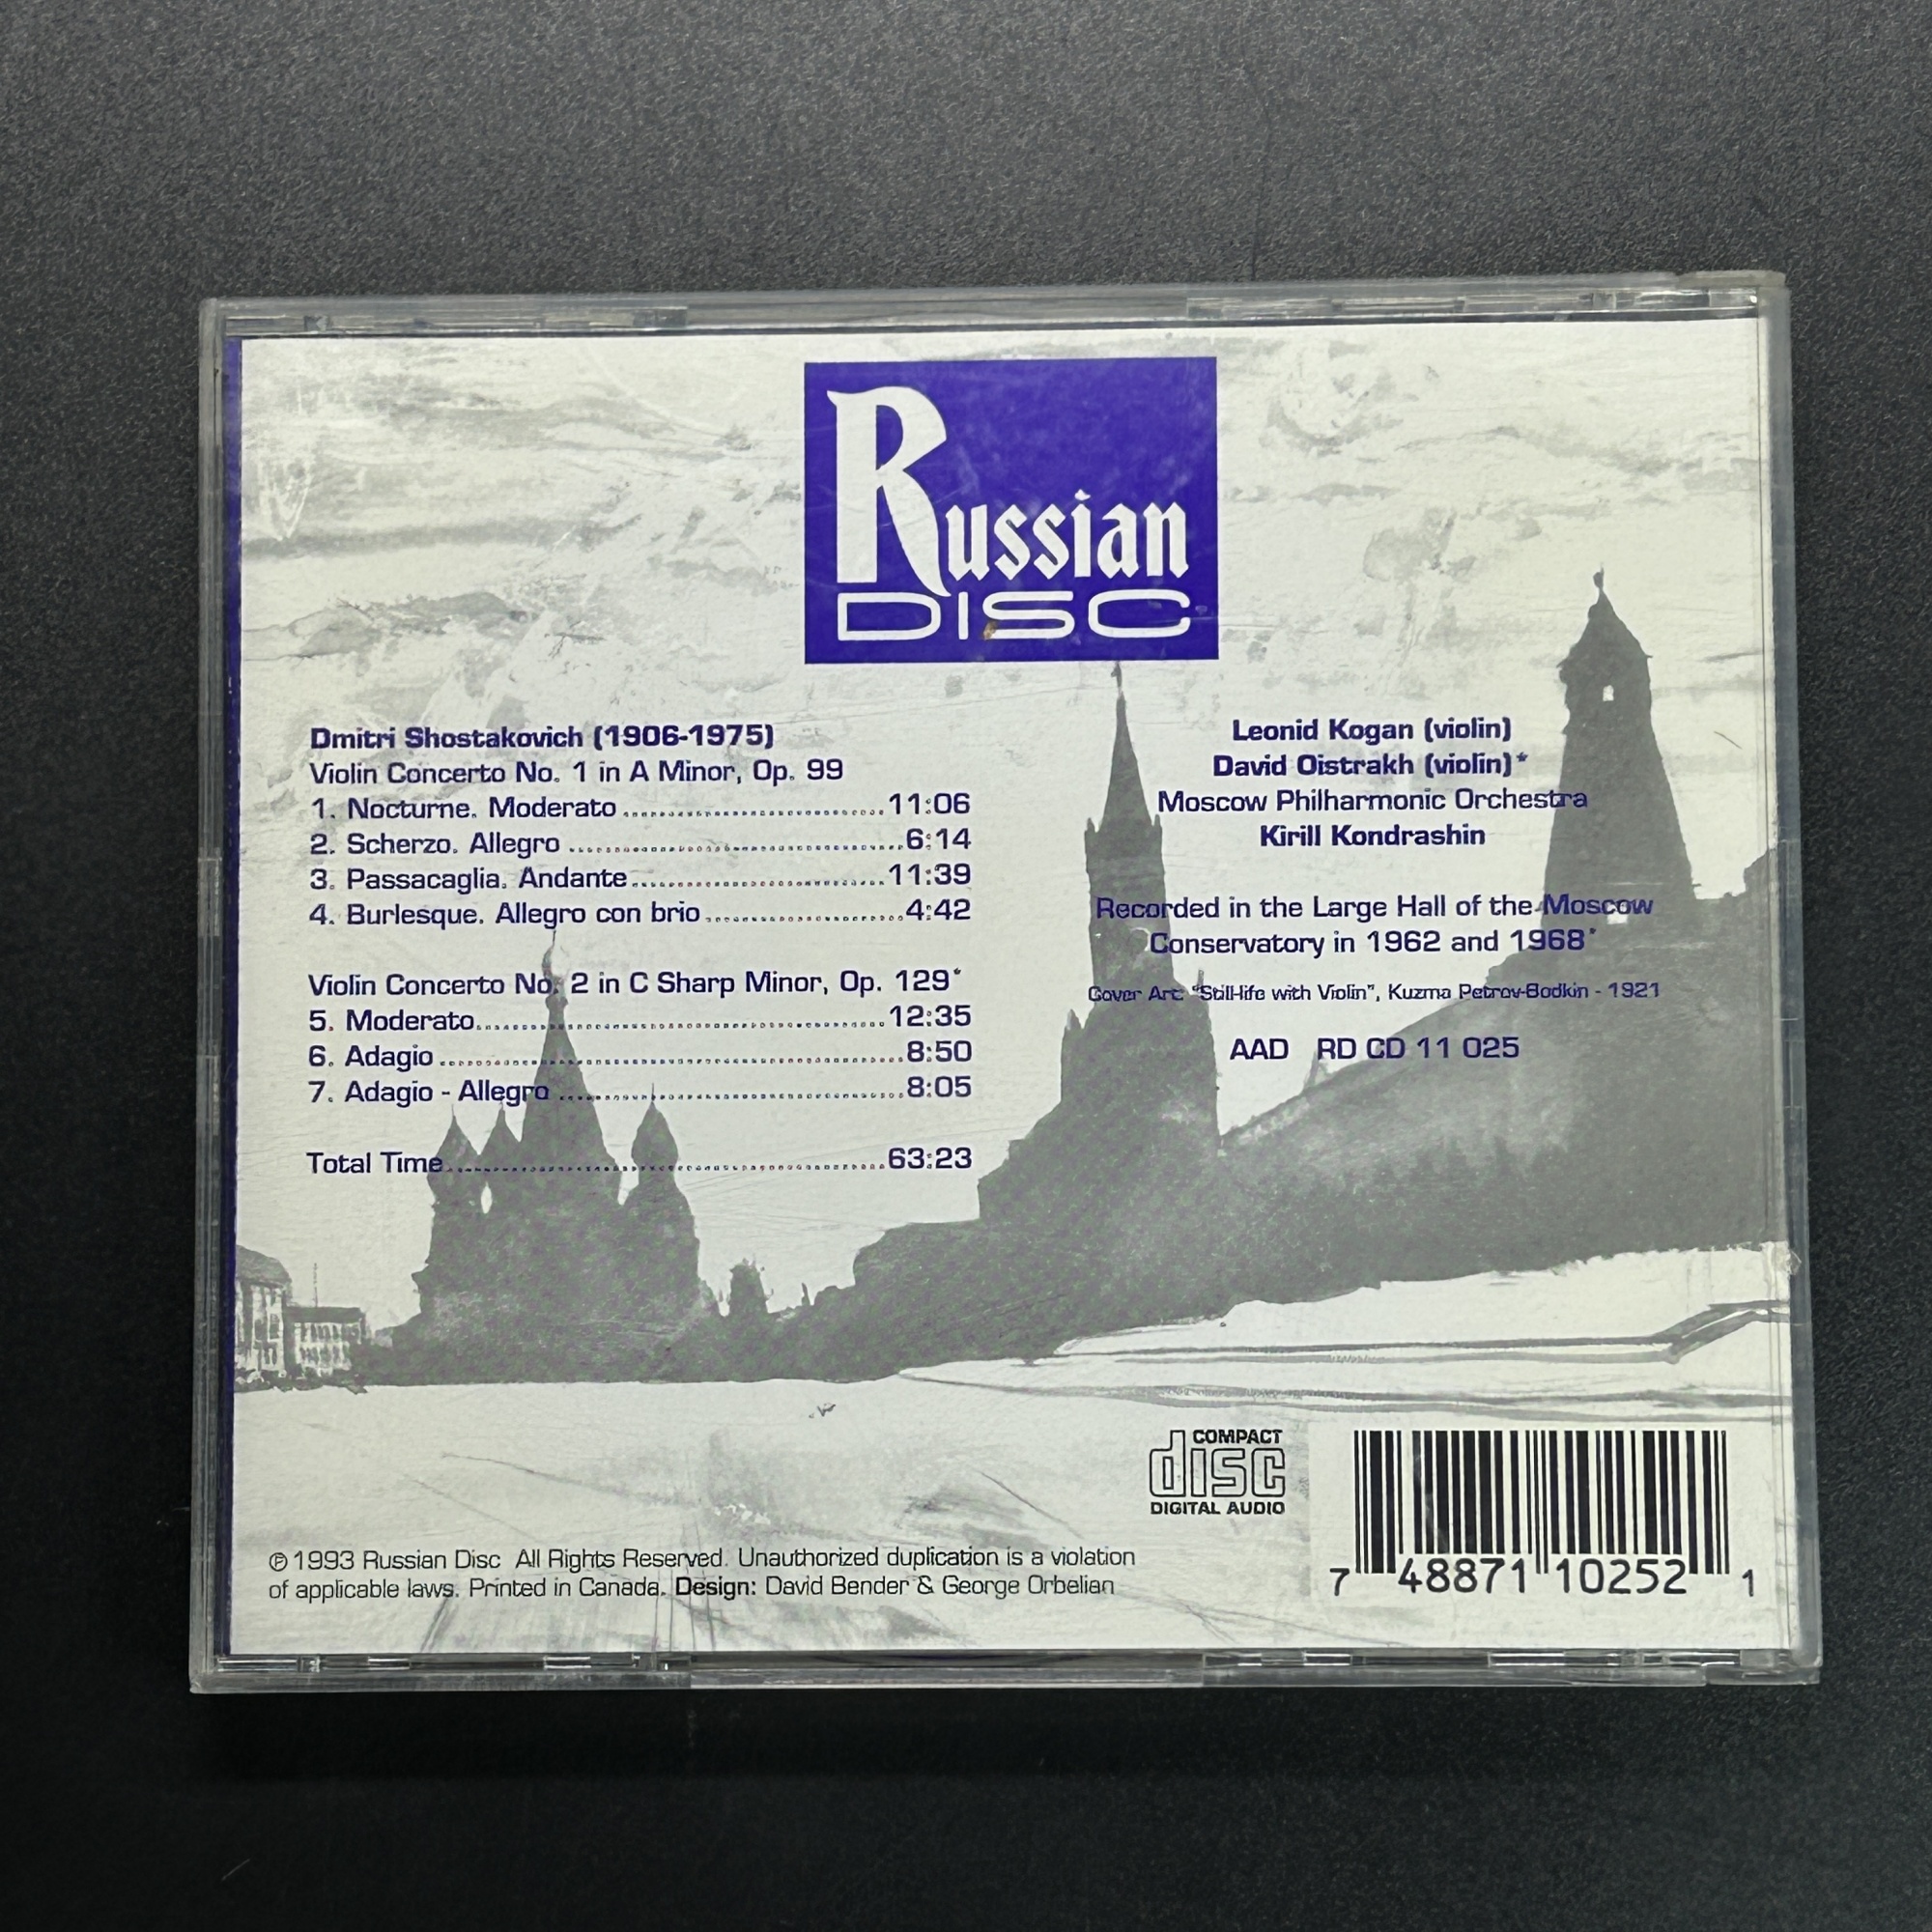 Russian
DISC
Dmitri Shostakovich (1906-1975)
Violin Concerto No. 1 in A Minor, Op. 99
1. Nocturne. Moderato 11:06
2. Scherzo. Allegro 6:14
3. Passacaglia. Andante 11:39
4. Burlesque. Allegro con brio 4:42
Violin Concerto No. 2 in C Sharp Minor, Op. 129*
5. Moderato 12:35
6. Adagio 8:50
7. Adagio - Allegro 8:05
Total Time 63:23
Leonid Kogan (violin)
David Oistrakh (violin)*
Moscow Philharmonic Orchestra
Kirill Kondrashin
Recorded in the Large Hall of the Moscow
Conservatory in 1962 and 1968*
Cover Art: "Still-life with Violin", Kuzma Petrov-Bodkin - 1921
AAD RD CD 11 025
COMPACT
disc
DIGITAL AUDIO
℗ 1993 Russian Disc All Rights Reserved. Unauthorized duplication is a violation
of applicable laws. Printed in Canada. Design: David Bender & George Orbelian
7 48871 10252 1